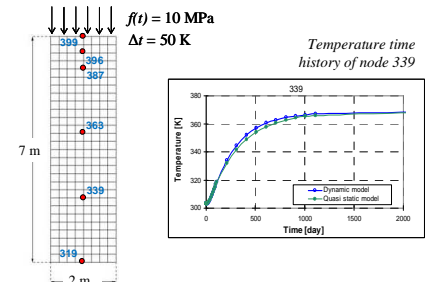 f(t) = 10 MPa
Δt = 50 K
Temperature time
history of node 339
399
396
387
363
339
319
7 m
2 m
339
Temperature [K]
380
360
340
320
300
0
500
1000
1500
2000
Time [day]
Dynamic model
Quasi static model